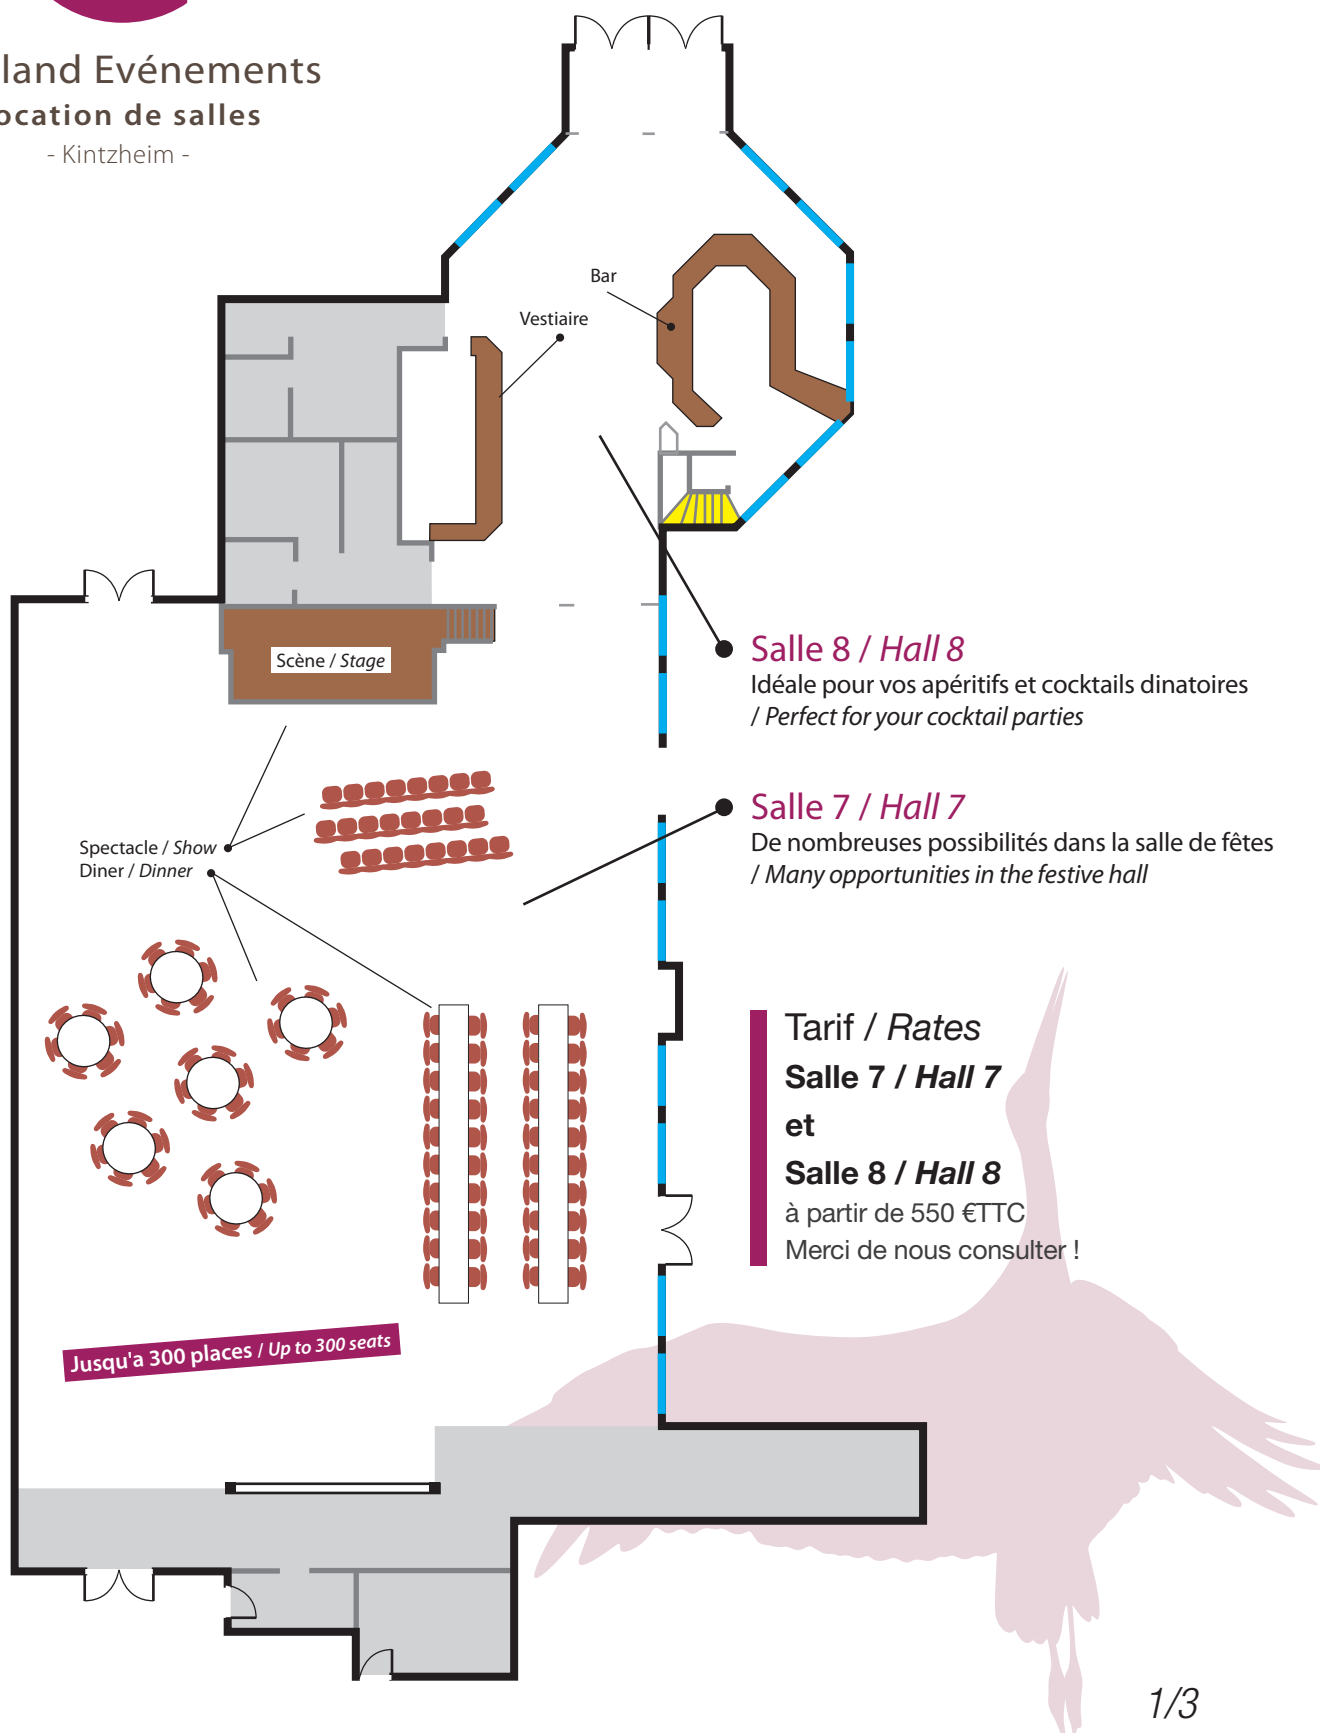 land Evénements
ocation de salles
- Kintzheim -
Bar
Vestiaire
Scène / Stage
Salle 8 / Hall 8
Idéale pour vos apéritifs et cocktails dinatoires
/ Perfect for your cocktail parties
Salle 7 / Hall 7
De nombreuses possibilités dans la salle de fêtes
/ Many opportunities in the festive hall
Spectacle / Show
Diner / Dinner
Tarif / Rates
Salle 7 / Hall 7
et
Salle 8 / Hall 8
à partir de 550 €TTC
Merci de nous consulter !
Jusqu'a 300 places / Up to 300 seats
1/3